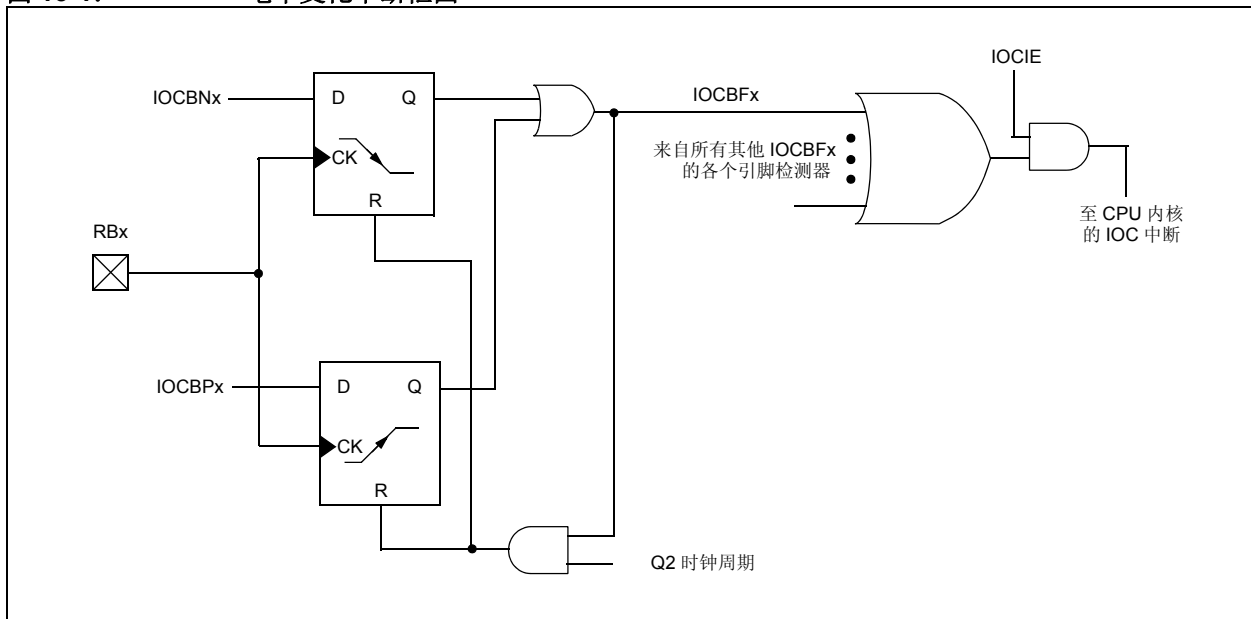 IOCIE
IOCBNx
D
Q
IOCBFx
CK
来自所有其他 IOCBFx
的各个引脚检测器
R
至 CPU 内核
的 IOC 中断
RBx
IOCBPx
D
Q
CK
R
Q2 时钟周期